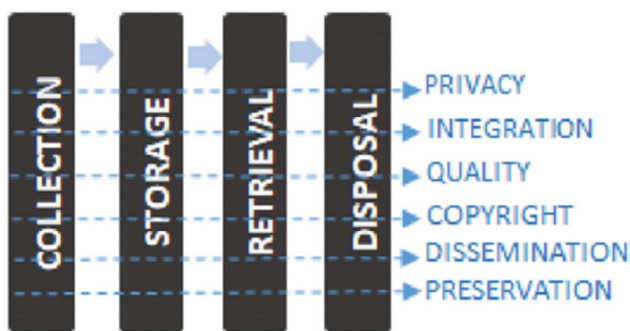 COLLECTION
STORAGE
RETRIEVAL
DISPOSAL
PRIVACY
INTEGRATION
QUALITY
COPYRIGHT
DISSEMINATION
PRESERVATION